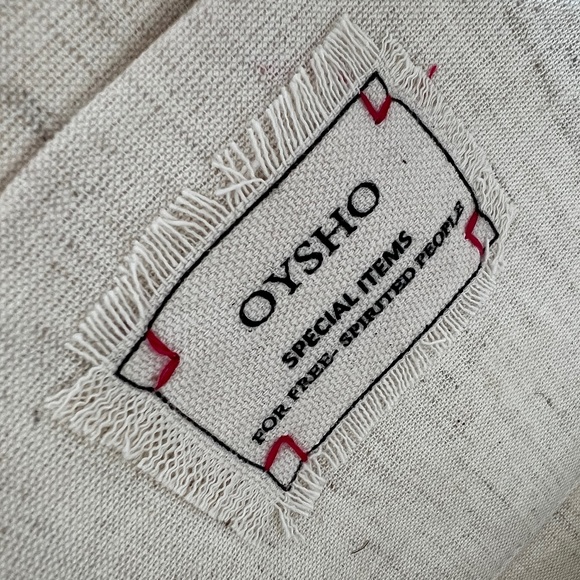 OYSHO
SPECIAL ITEMS
FOR FREE- SPIRITED PEOPLE